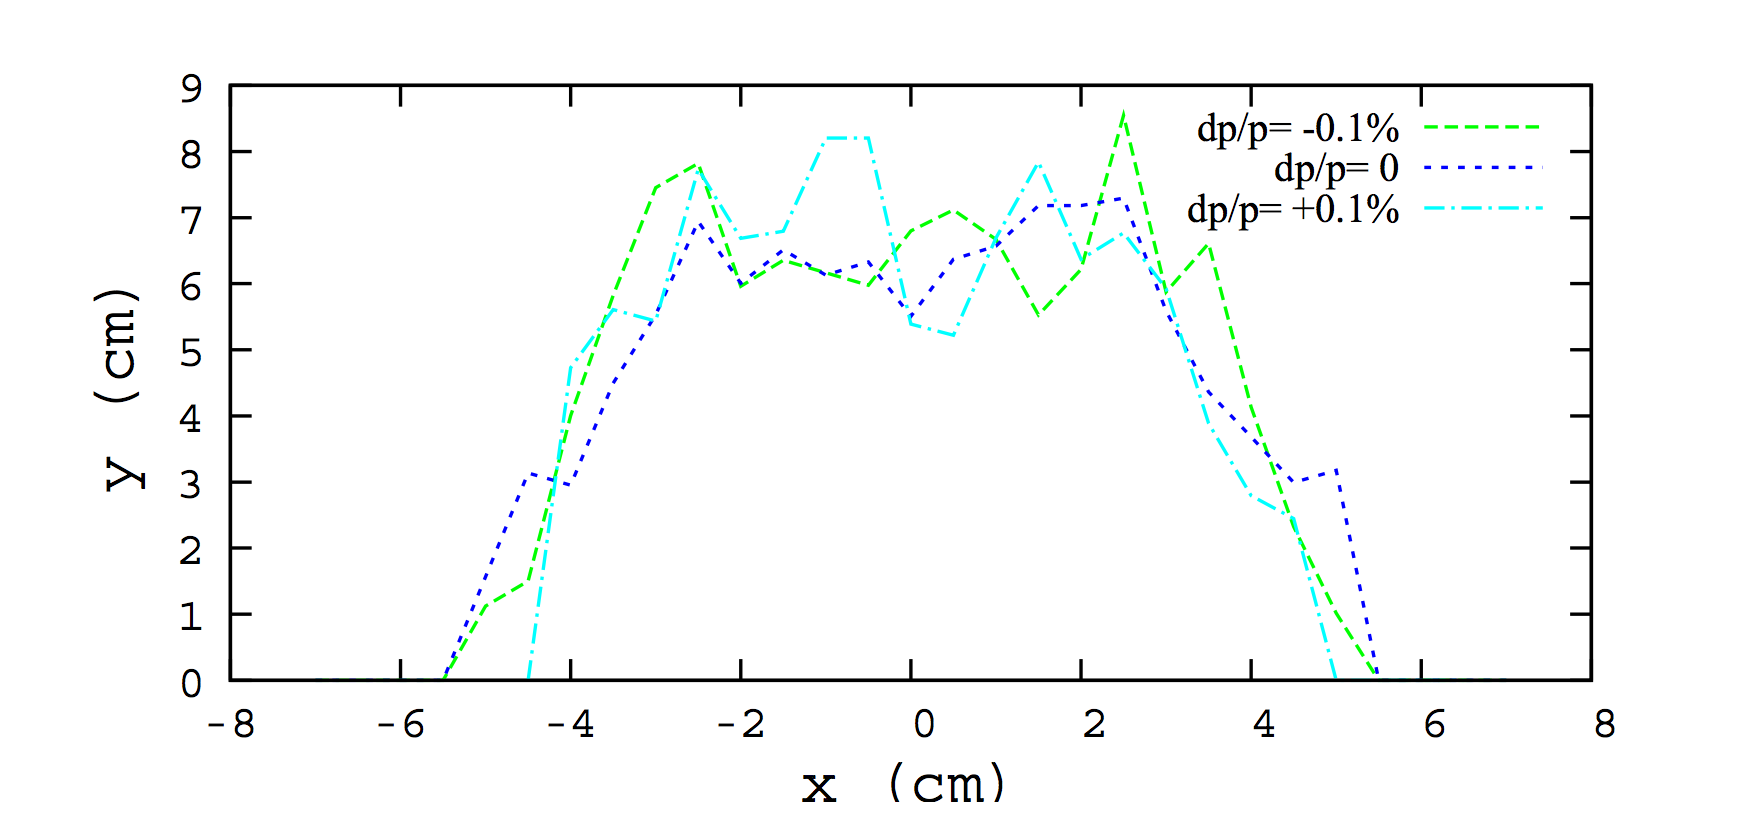 9
8
7
6
5
4
3
2
1
0
y (cm)
dp/p= -0.1%
dp/p= 0
dp/p= +0.1%
-8 -6 -4 -2 0 2 4 6 8
x (cm)